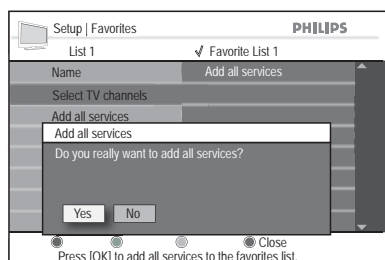 Setup | Favorites PHILIPS
List 1 Favorite List 1
Name Add all services
Select TV channels
Add all services
Add all services
Do you really want to add all services?
Yes No
Close
Press [OK] to add all services to the favorites list.